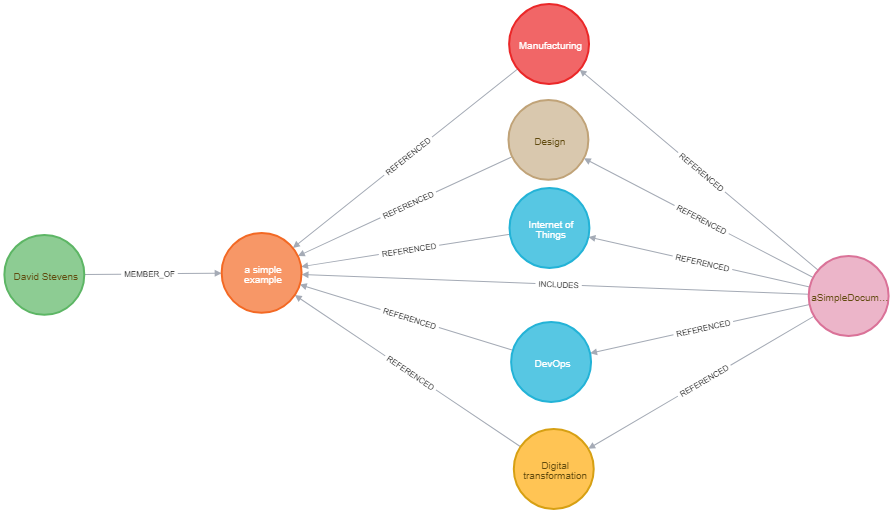 Manufacturing
REFERENCED
REFERENCED
Design
REFERENCED
REFERENCED
Internet of
Things
REFERENCED
REFERENCED
David Stevens
MEMBER_OF
a simple
example
INCLUDES
aSimpleDocum...
REFERENCED
REFERENCED
DevOps
REFERENCED
REFERENCED
Digital
transformation